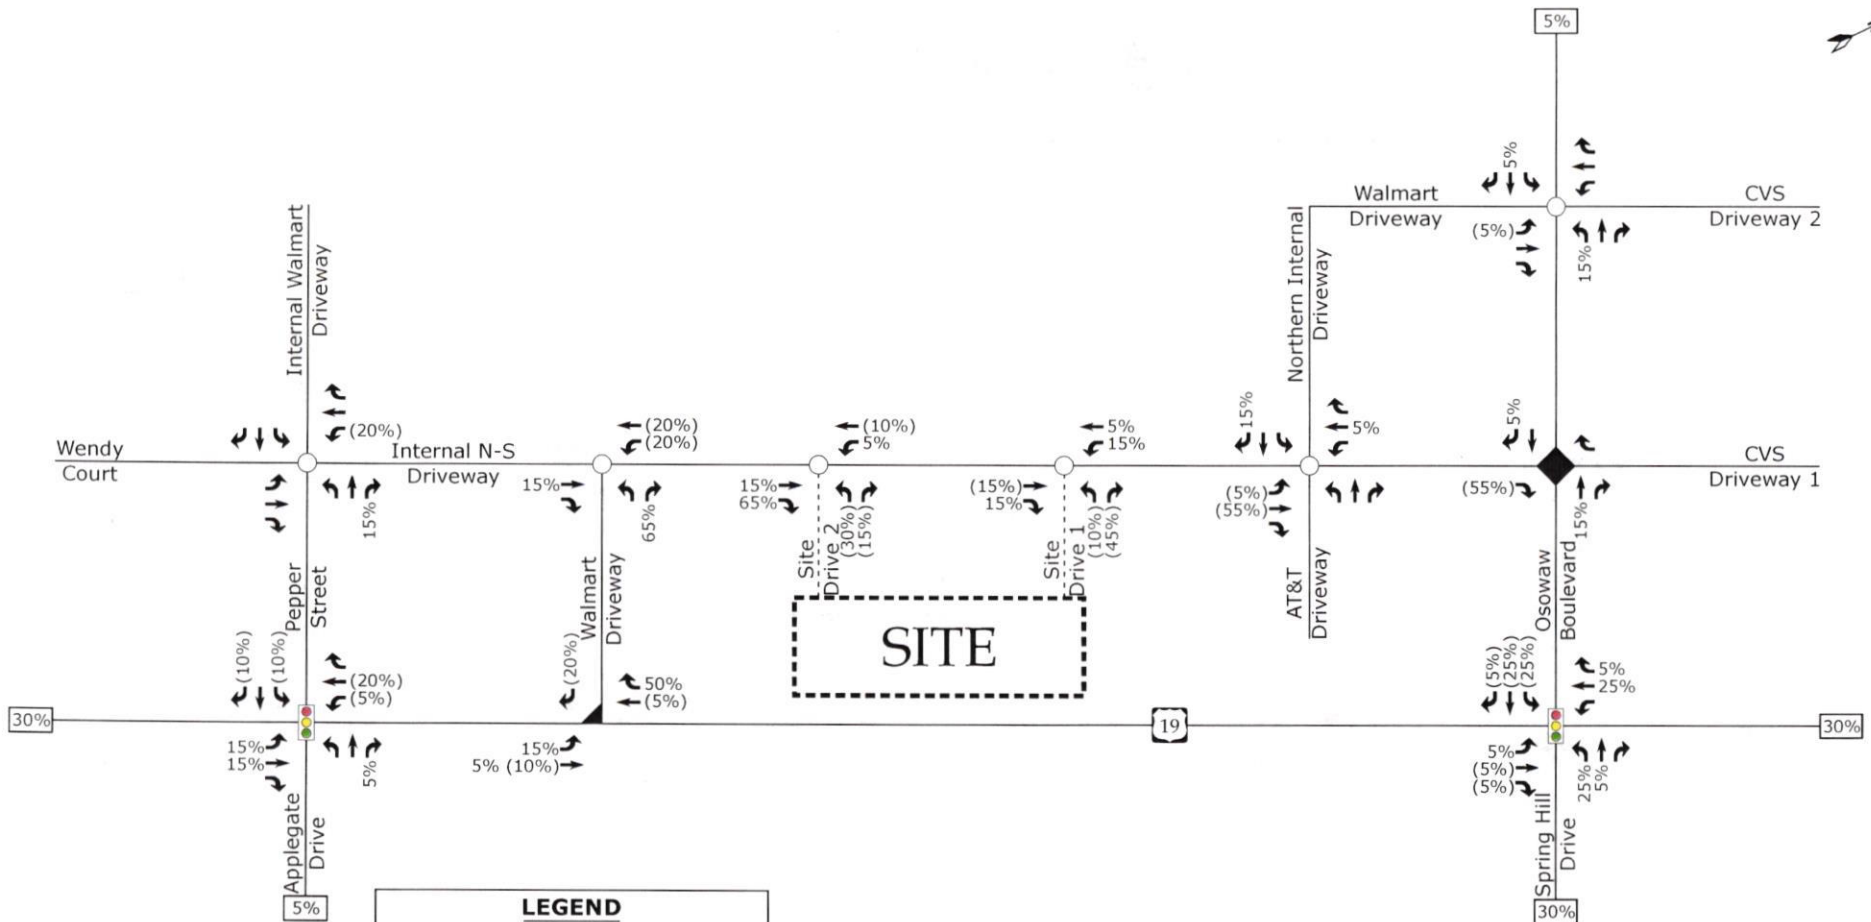 5%
5%
Walmart
Driveway
CVS
Driveway 2
(5%)
15%
Internal Walmart
Driveway
Northern Internal
Driveway
(20%)
Wendy
Court
Internal N-S
Driveway
15%
15%
(20%)
(20%)
65%
(10%)
5%
15%
65%
(30%)
(15%)
5%
15%
(15%)
15%
(10%)
(45%)
15%
5%
(5%)
(55%)
5%
(55%)
15%
CVS
Driveway 1
Pepper
Street
Walmart
Driveway
Site
Drive 2
Site
Drive 1
AT&T
Driveway
Osowaw
Boulevard
SITE
(10%)
(10%)
(20%)
(5%)
(20%)
50%
(5%)
(5%)
(25%)
(25%)
5%
25%
30%
19
30%
15%
15%
5%
15%
5% (10%)
5%
(5%)
(5%)
25%
5%
Applegate
Drive
Spring Hill
Drive
5%
30%
LEGEND